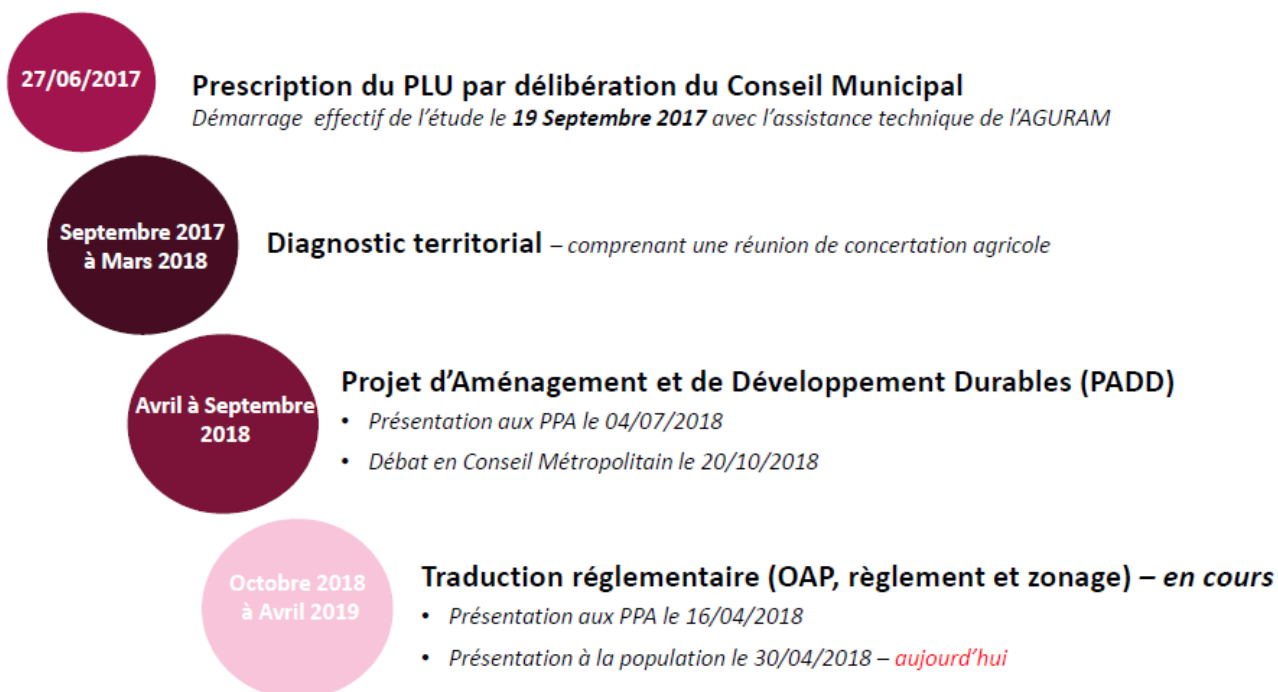 27/06/2017
Prescription du PLU par délibération du Conseil Municipal
Démarrage effectif de l'étude le 19 Septembre 2017 avec l'assistance technique de l'AGURAM
Septembre 2017
à Mars 2018
Diagnostic territorial – comprenant une réunion de concertation agricole
Avril à Septembre
2018
Projet d'Aménagement et de Développement Durables (PADD)
• Présentation aux PPA le 04/07/2018
• Débat en Conseil Métropolitain le 20/10/2018
Octobre 2018
à Avril 2019
Traduction réglementaire (OAP, règlement et zonage) – en cours
• Présentation aux PPA le 16/04/2018
• Présentation à la population le 30/04/2018 – aujourd'hui